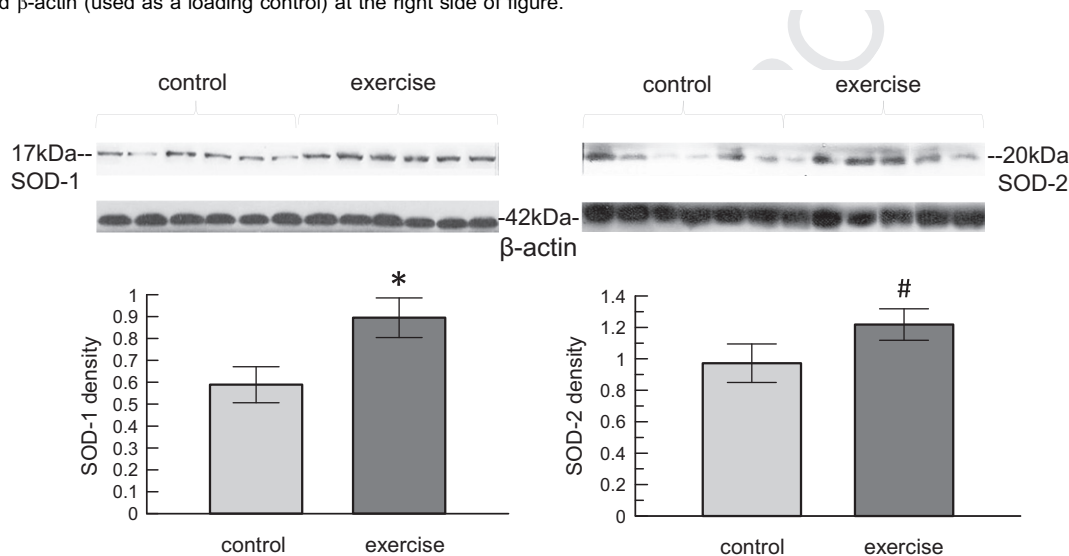 d β-actin (used as a loading control) at the right side of figure.
control exercise control exercise
17kDa-- --20kDa
SOD-1 SOD-2
-42kDa-
β-actin
* #
SOD-1 density
1
0.9
0.8
0.7
0.6
0.5
0.4
0.3
0.2
0.1
0
control exercise
SOD-2 density
1.4
1.2
1
0.8
0.6
0.4
0.2
0
control exercise